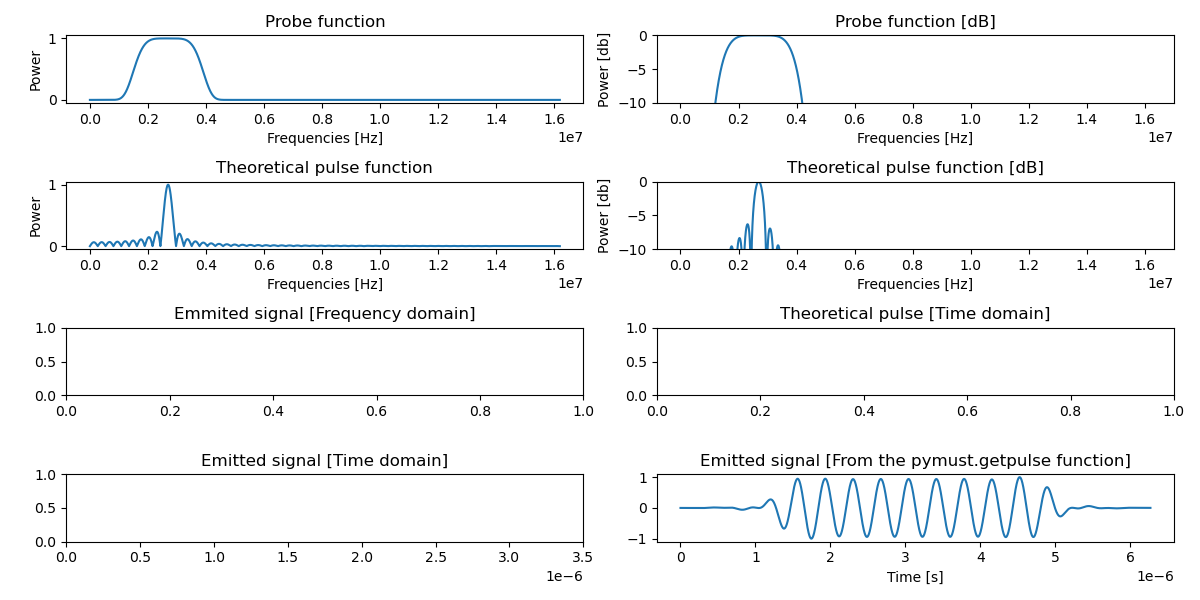 Probe function
Power
1
0
0.0 0.2 0.4 0.6 0.8 1.0 1.2 1.4 1.6
Frequencies [Hz]
1e7
Probe function [dB]
Power [db]
0
−5
−10
0.0 0.2 0.4 0.6 0.8 1.0 1.2 1.4 1.6
Frequencies [Hz]
1e7
Theoretical pulse function
Power
1
0
0.0 0.2 0.4 0.6 0.8 1.0 1.2 1.4 1.6
Frequencies [Hz]
1e7
Theoretical pulse function [dB]
Power [db]
0
−5
−10
0.0 0.2 0.4 0.6 0.8 1.0 1.2 1.4 1.6
Frequencies [Hz]
1e7
Emmited signal [Frequency domain]
1.0
0.5
0.0
0.0 0.2 0.4 0.6 0.8 1.0
Theoretical pulse [Time domain]
1.0
0.5
0.0
0.0 0.2 0.4 0.6 0.8 1.0
Emitted signal [Time domain]
1.0
0.5
0.0
0.0 0.5 1.0 1.5 2.0 2.5 3.0 3.5
1e−6
Emitted signal [From the pymust.getpulse function]
1
0
−1
0 1 2 3 4 5 6
Time [s]
1e−6